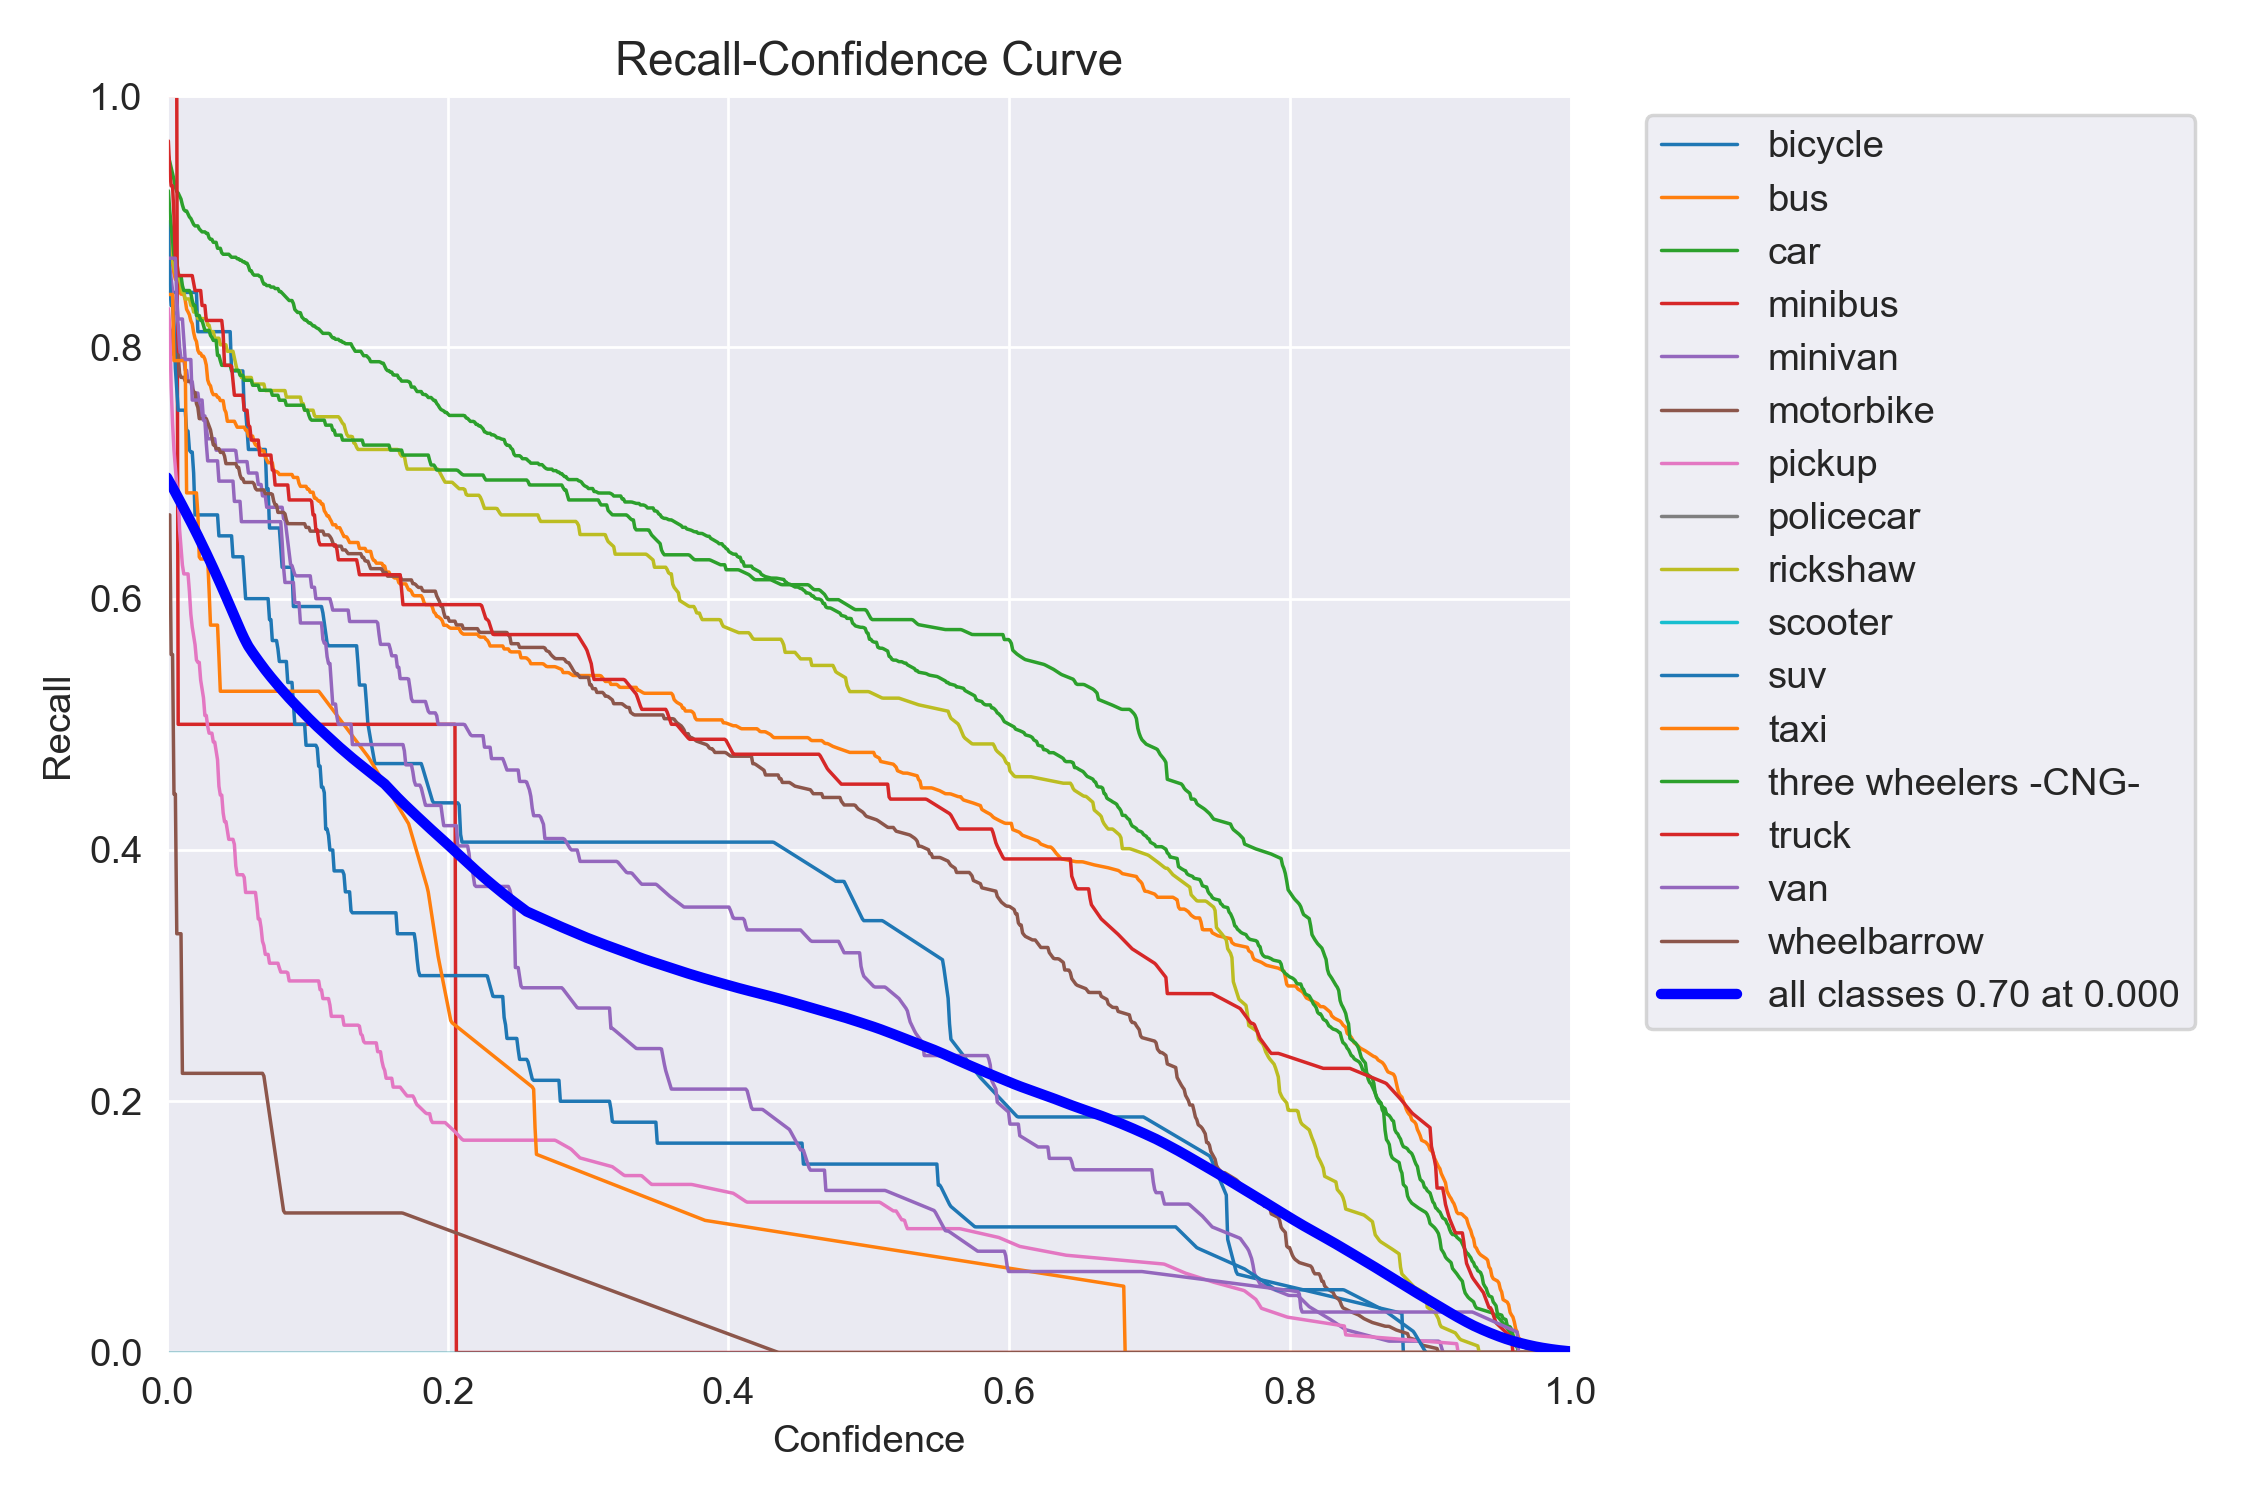 Recall-Confidence Curve
1.0
0.8
0.6
0.4
0.2
0.0
Recall
0.0 0.2 0.4 0.6 0.8 1.0
Confidence
bicycle
bus
car
minibus
minivan
motorbike
pickup
policecar
rickshaw
scooter
suv
taxi
three wheelers -CNG-
truck
van
wheelbarrow
all classes 0.70 at 0.000